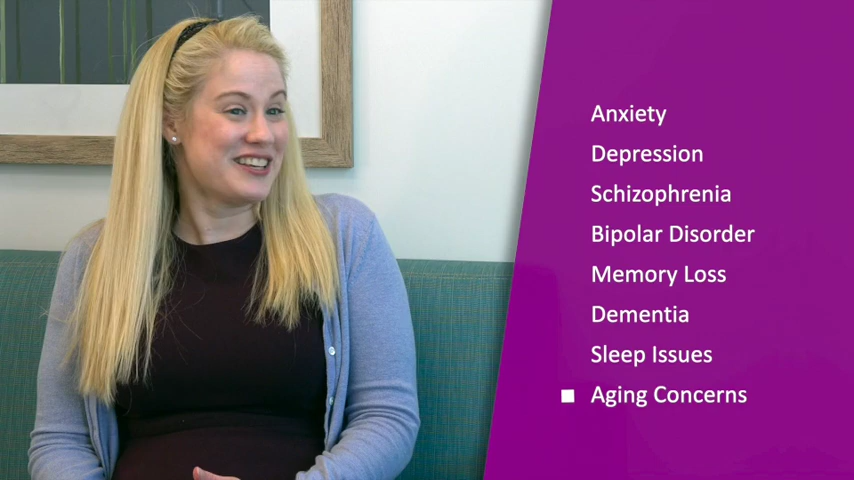 Anxiety
Depression
Schizophrenia
Bipolar Disorder
Memory Loss
Dementia
Sleep Issues
Aging Concerns